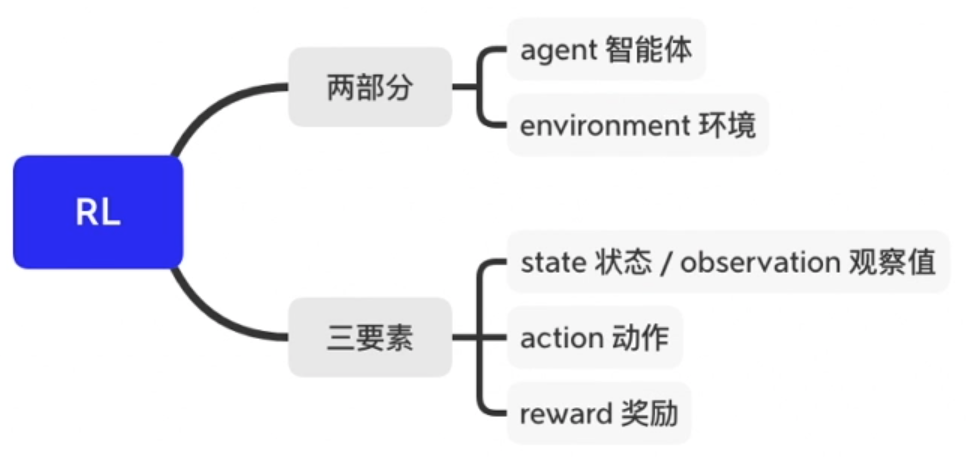 RL
两部分
agent 智能体
environment 环境
三要素
state 状态 / observation 观察值
action 动作
reward 奖励